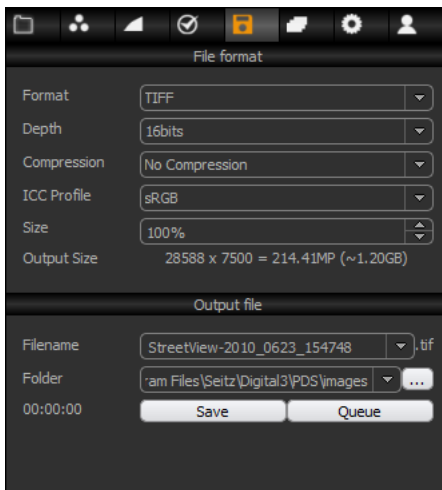 File format
Format TIFF
Depth 16bits
Compression No Compression
ICC Profile sRGB
Size 100%
Output Size 28588 x 7500 = 214.41MP (~1.20GB)
Output file
Filename StreetView-2010_0623_154748 .tif
Folder ram Files\Seitz\Digital3\PDS\images ...
00:00:00 Save Queue